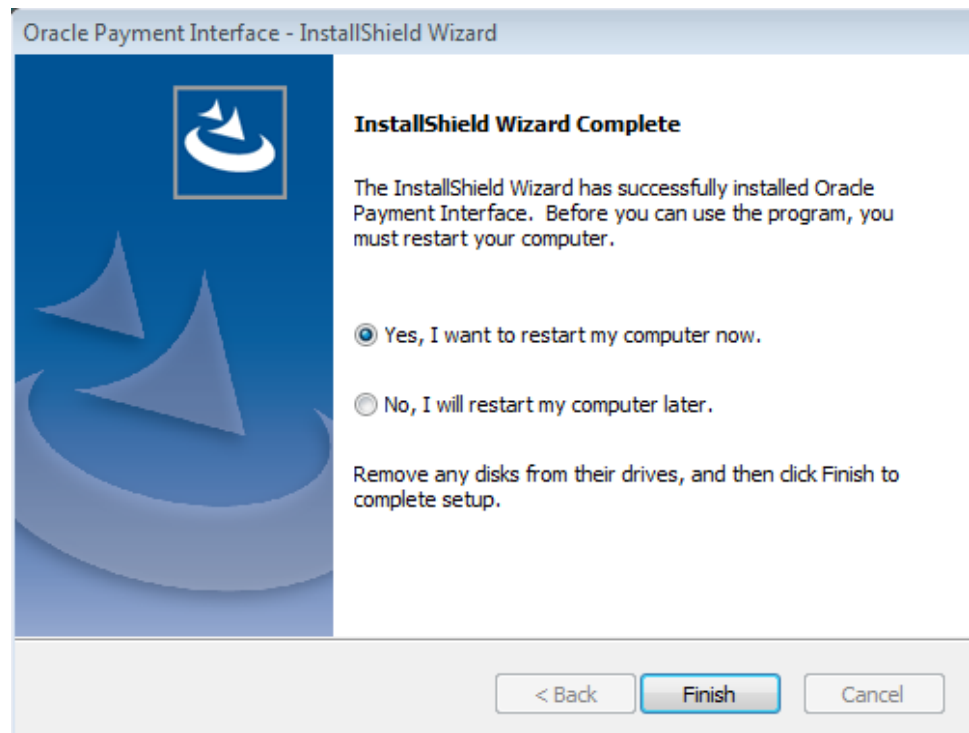 Oracle Payment Interface - InstallShield Wizard
InstallShield Wizard Complete
The InstallShield Wizard has successfully installed Oracle
Payment Interface.  Before you can use the program, you
must restart your computer.
Yes, I want to restart my computer now.
No, I will restart my computer later.
Remove any disks from their drives, and then click Finish to
complete setup.
< Back
Finish
Cancel